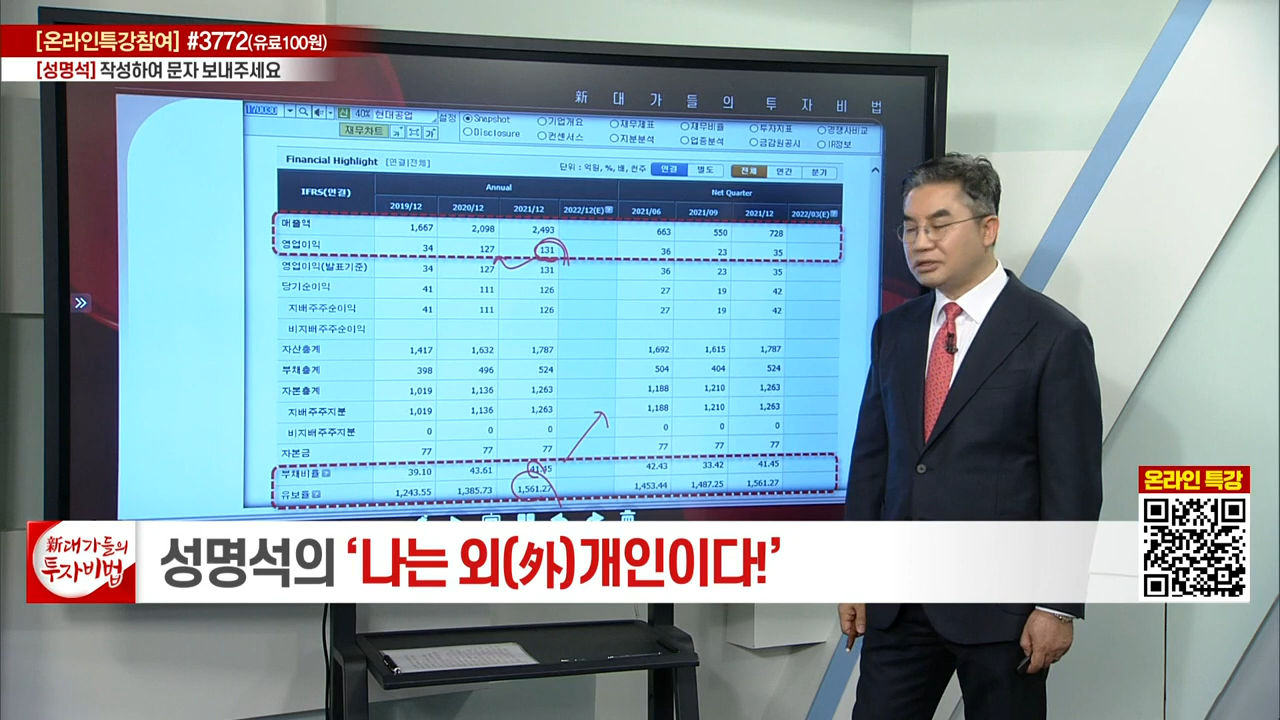 [온라인특강참여] #3772(유료100원)
[성명석] 작성하여 문자 보내주세요
新 대 가 들 의 투 자 비 법
신 40% 현대공업 설정
재무차트
Snapshot 기업개요 재무제표 재무비율 투자지표 경쟁사비교
Disclosure 컨센서스 지분분석 업종분석 금감원공시 IR정보
Financial Highlight [연결|전체]
단위 : 억원, %, 배, 천주 연결 별도 전체 연간 분기
IFRS(연결) Annual Net Quarter
2019/12 2020/12 2021/12 2022/12(E) 2021/06 2021/09 2021/12 2022/03(E)
매출액 1,667 2,098 2,493 663 550 728
영업이익 34 127 131 36 23 35
영업이익(발표기준) 34 127 131 36 23 35
당기순이익 41 111 126 27 19 42
지배주주순이익 41 111 126 27 19 42
비지배주주순이익
자산총계 1,417 1,632 1,787 1,692 1,615 1,787
부채총계 398 496 524 504 404 524
자본총계 1,019 1,136 1,263 1,188 1,210 1,263
지배주주지분 1,019 1,136 1,263 1,188 1,210 1,263
비지배주주지분 0 0 0 0 0 0
자본금 77 77 77 77 77 77
부채비율 39.10 43.61 41.45 42.43 33.42 41.45
유보율 1,243.55 1,385.73 1,561.27 1,453.44 1,487.25 1,561.27
온라인 특강
新대가들의
투자비법
성명석의 ‘나는 외(外)개인이다!’